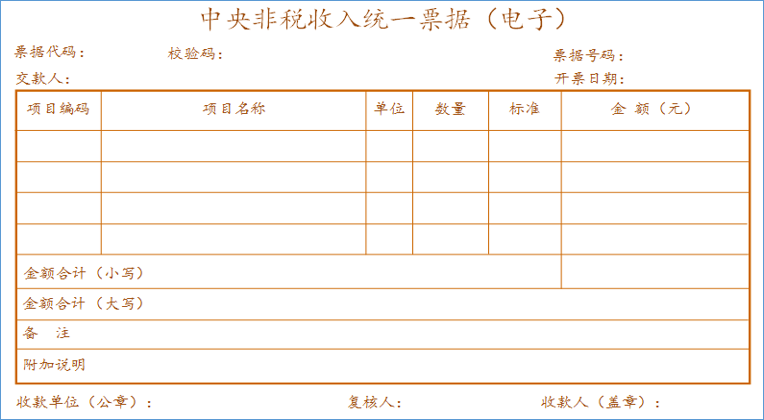 中央非税收入统一票据（电子）
票据代码： 校验码： 票据号码：
交款人： 开票日期：
项目编码 项目名称 单位 数量 标准 金 额（元）
金额合计（小写）
金额合计（大写）
备 注
附加说明
收款单位（公章）： 复核人： 收款人（盖章）：